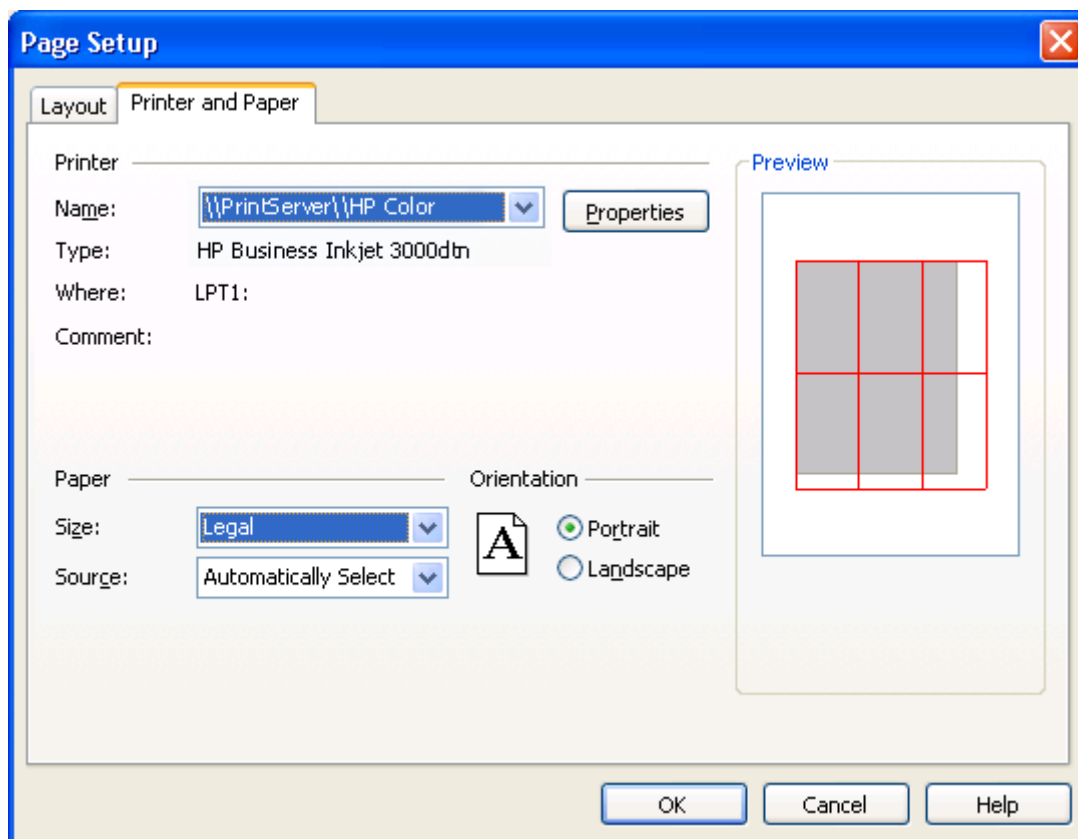 Page Setup
Layout
Printer and Paper
Printer
Name:
\\PrintServer\\HP Color
Properties
Type:
HP Business Inkjet 3000dtn
Where:
LPT1:
Comment:
Paper
Size:
Legal
Source:
Automatically Select
Orientation
A
Portrait
Landscape
Preview
OK
Cancel
Help